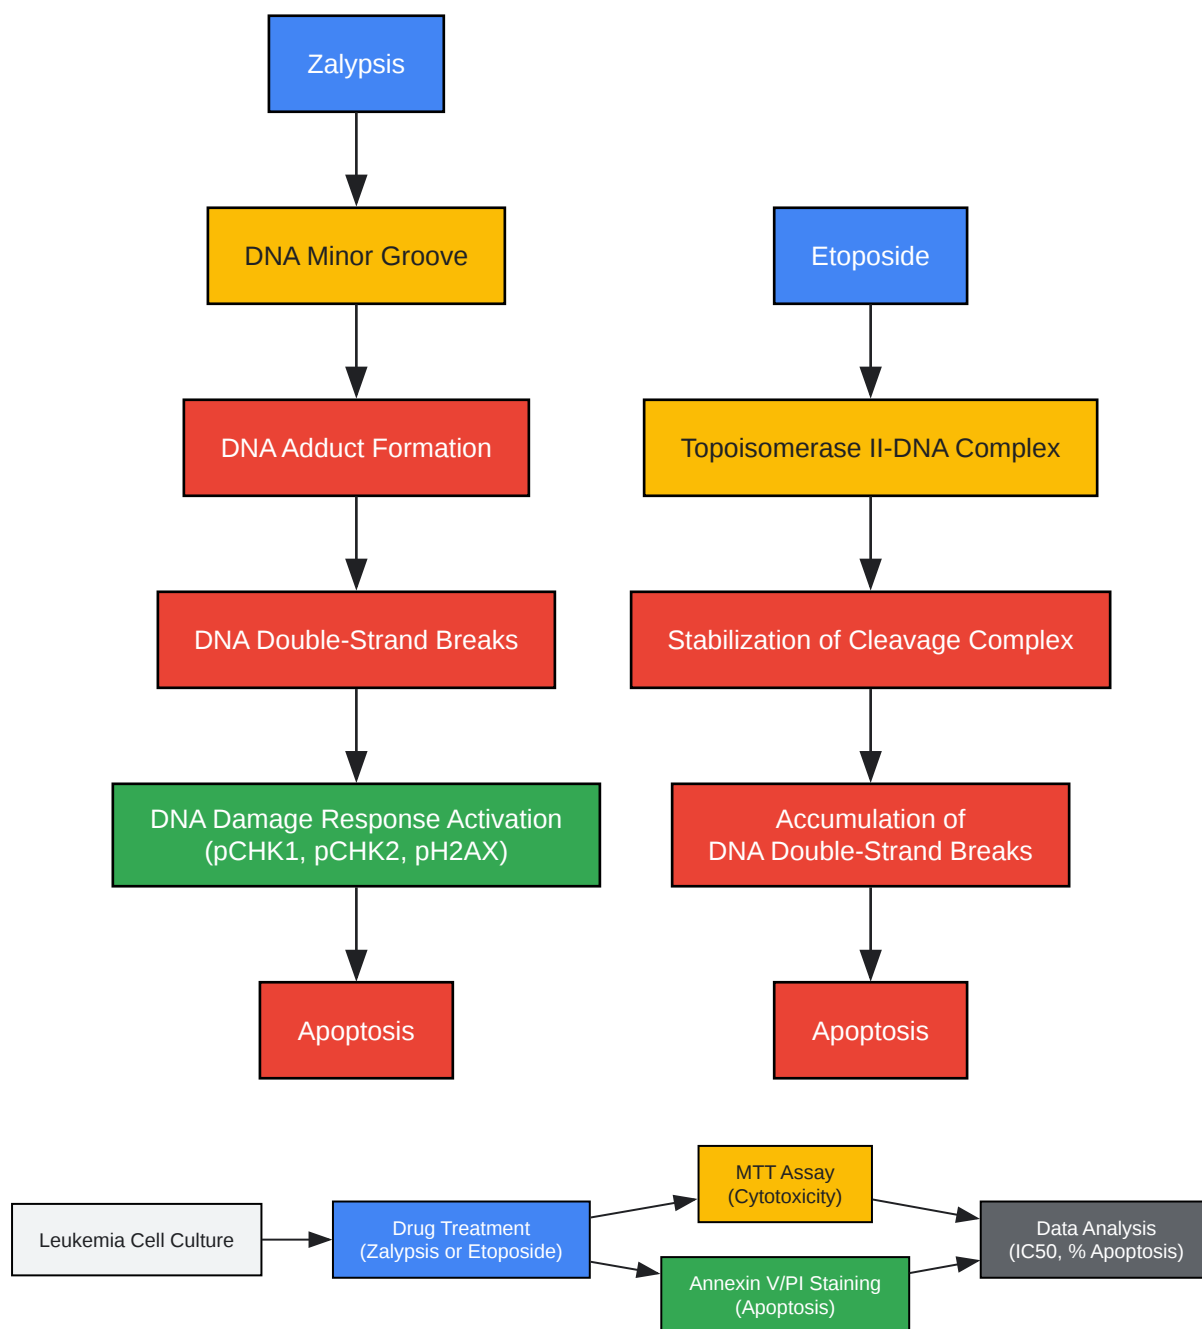 Zalypsis
DNA Minor Groove
DNA Adduct Formation
DNA Double-Strand Breaks
DNA Damage Response Activation
(pCHK1, pCHK2, pH2AX)
Apoptosis
Etoposide
Topoisomerase II-DNA Complex
Stabilization of Cleavage Complex
Accumulation of
DNA Double-Strand Breaks
Apoptosis
Leukemia Cell Culture
Drug Treatment
(Zalypsis or Etoposide)
MTT Assay
(Cytotoxicity)
Annexin V/PI Staining
(Apoptosis)
Data Analysis
(IC50, % Apoptosis)